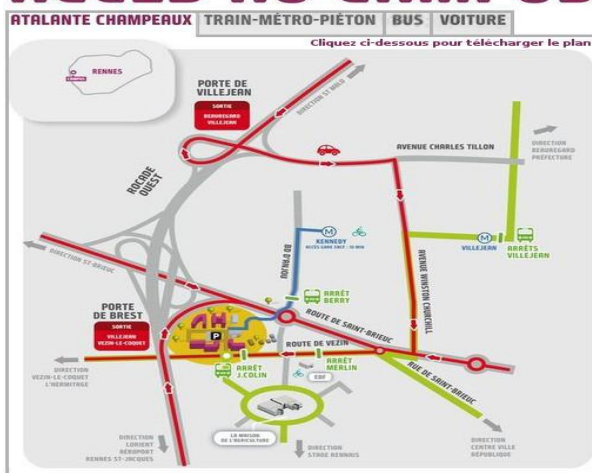 ATALANTE CHAMPEAUX
TRAIN-MÉTRO-PIÉTON
BUS
VOITURE
Cliquez ci-dessous pour télécharger le plan
RENNES
PORTE DE
VILLEJEAN
SORTIE
BEAUREGARD
VILLEJEAN
DIRECTION ST MALO
AVENUE CHARLES TILLON
DIRECTION
BEAUREGARD
PRÉFECTURE
ROCADE
OUEST
M
KENNEDY
BD D'ANJOU
AVENUE WINSTON CHURCHILL
M
VILLEJEAN
ARRÊTS
VILLEJEAN
DIRECTION ST-BRIEUC
ARRÊT
BERRY
PORTE
DE BREST
SORTIE
VILLEJEAN
VEZIN-LE-COQUET
P
ROUTE DE SAINT-BRIEUC
ROUTE DE VEZIN
DIRECTION
VEZIN-LE-COQUET
L'HERMITAGE
ARRÊT
J.COLIN
ARRÊT
MERLIN
EDF
RUE DE SAINT-BRIEUC
LA MAISON
DE L'AGRICULTURE
DIRECTION
LORIENT
AÉROPORT
RENNES ST-JACQUES
DIRECTION
STADE RENNAIS
DIRECTION
CENTRE VILLE
RÉPUBLIQUE